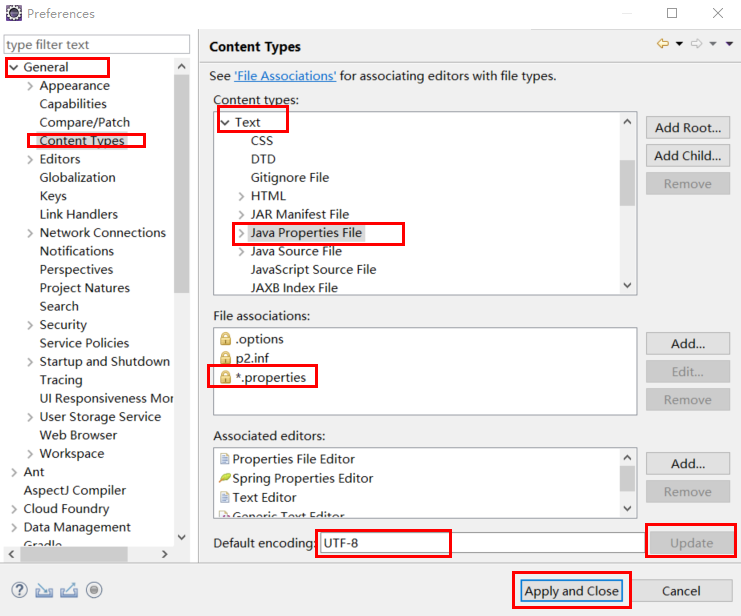 Preferences
type filter text
General
Appearance
Capabilities
Compare/Patch
Content Types
Editors
Globalization
Keys
Link Handlers
Network Connections
Notifications
Perspectives
Project Natures
Search
Security
Service Policies
Startup and Shutdown
Tracing
UI Responsiveness Mor
User Storage Service
Web Browser
Workspace
Ant
AspectJ Compiler
Cloud Foundry
Data Management
Gradle
Content Types
See 'File Associations' for associating editors with file types.
Content types:
Text
CSS
DTD
Gitignore File
HTML
JAR Manifest File
Java Properties File
Java Source File
JavaScript Source File
JAXB Index File
Add Root...
Add Child...
Remove
File associations:
.options
p2.inf
*.properties
Add...
Edit...
Remove
Associated editors:
Properties File Editor
Spring Properties Editor
Text Editor
Generic Text Editor
Add...
Remove
Default encoding: UTF-8
Update
Apply and Close
Cancel